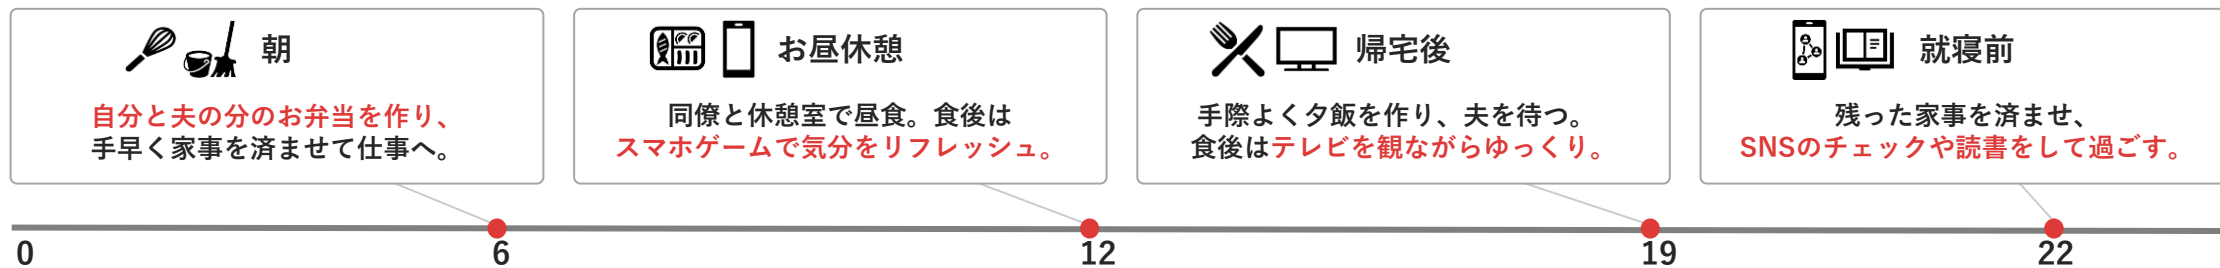 朝
自分と夫の分のお弁当を作り、
手早く家事を済ませて仕事へ。
お昼休憩
同僚と休憩室で昼食。食後は
スマホゲームで気分をリフレッシュ。
帰宅後
手際よく夕飯を作り、夫を待つ。
食後はテレビを観ながらゆっくり。
就寝前
残った家事を済ませ、
SNSのチェックや読書をして過ごす。
0
6
12
19
22